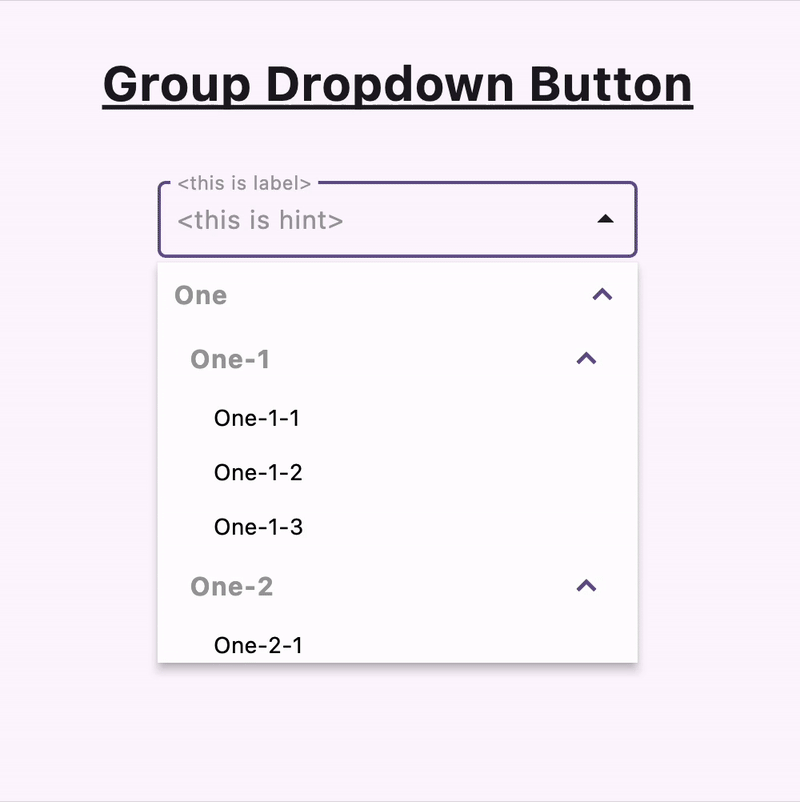 Group Dropdown Button
<this is label>
<this is hint>
One
One-1
One-1-1
One-1-2
One-1-3
One-2
One-2-1